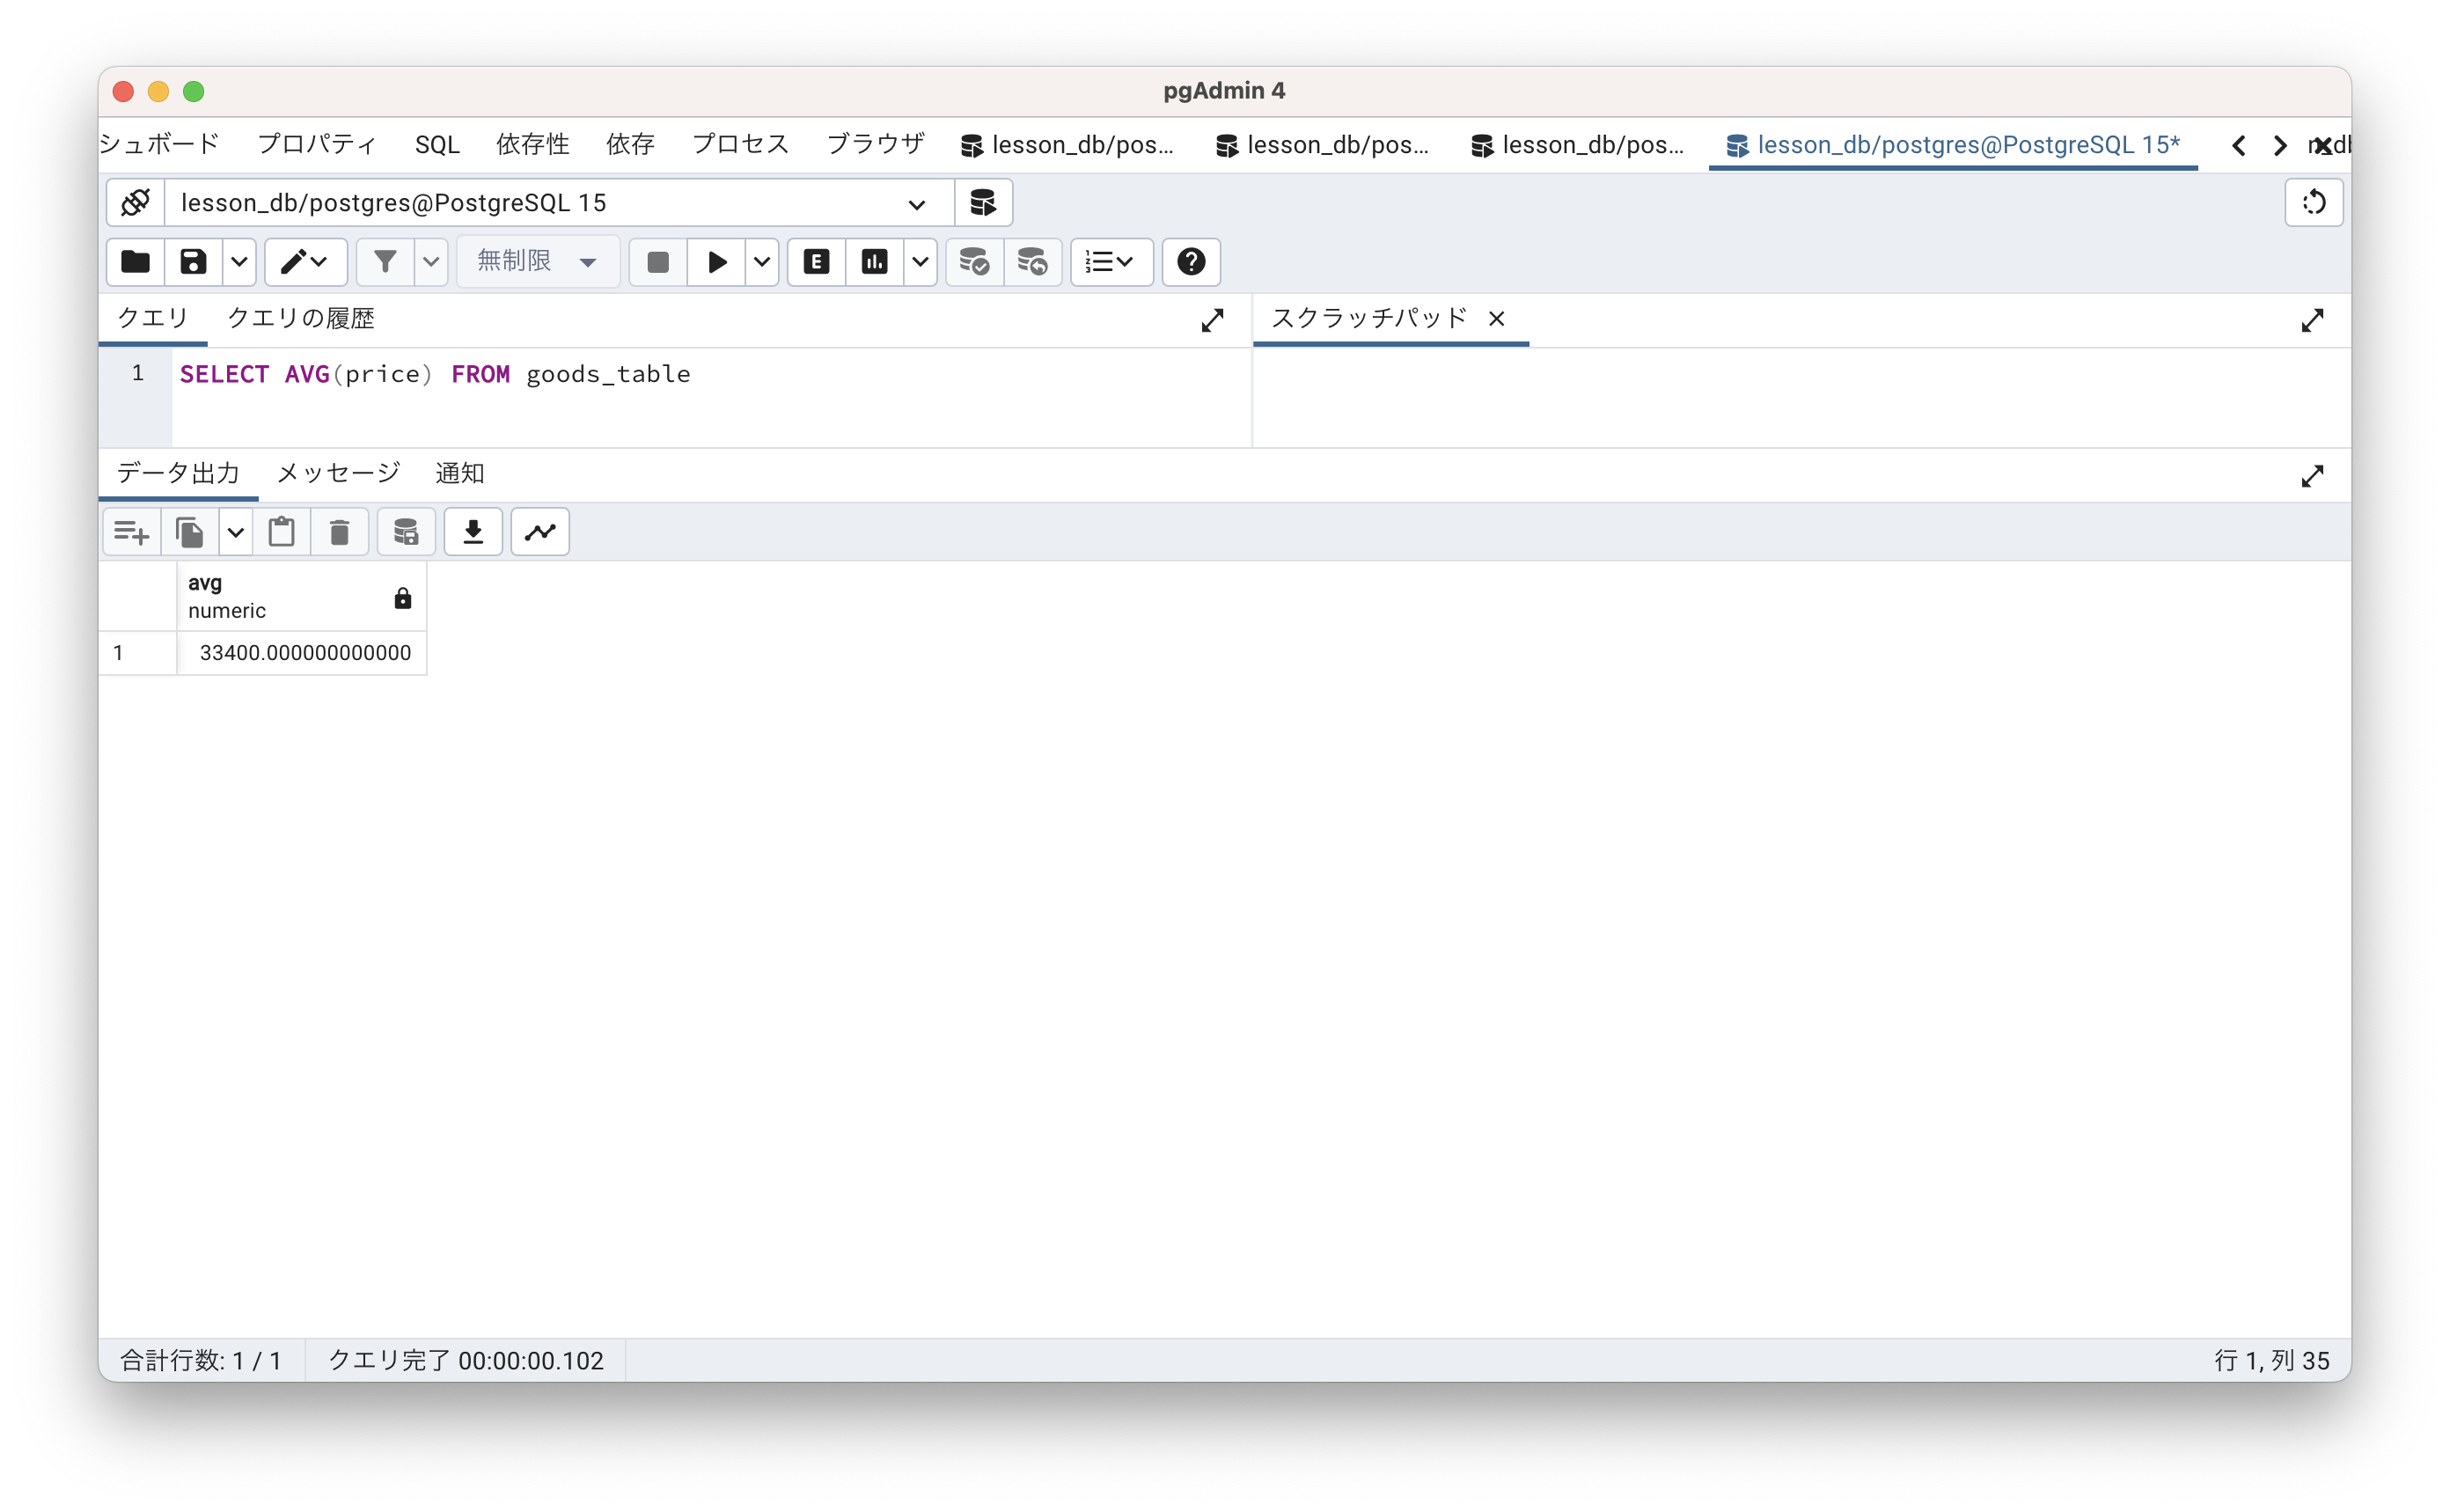 pgAdmin 4
シュボード プロパティ SQL 依存性 依存 プロセス ブラウザ lesson_db/pos... lesson_db/pos... lesson_db/pos... lesson_db/postgres@PostgreSQL 15*
lesson_db/postgres@PostgreSQL 15
無制限 E
クエリ クエリの履歴 スクラッチパッド
1 SELECT AVG(price) FROM goods_table
データ出力 メッセージ 通知
avg
numeric
1 33400.000000000000
合計行数: 1 / 1 クエリ完了 00:00:00.102 行 1, 列 35